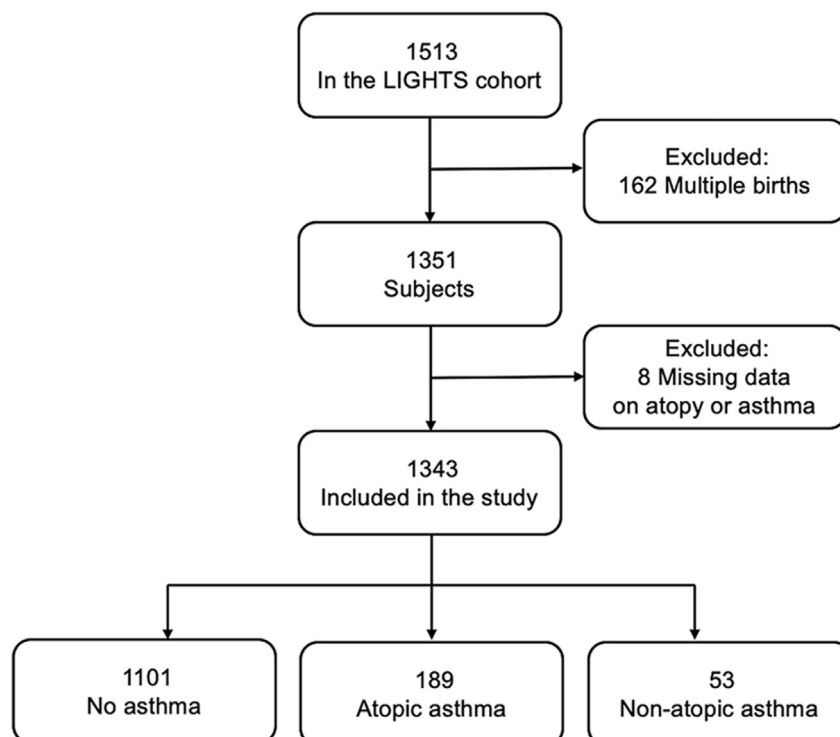 1513
In the LIGHTS cohort
Excluded:
162 Multiple births
1351
Subjects
Excluded:
8 Missing data
on atopy or asthma
1343
Included in the study
1101
No asthma
189
Atopic asthma
53
Non-atopic asthma